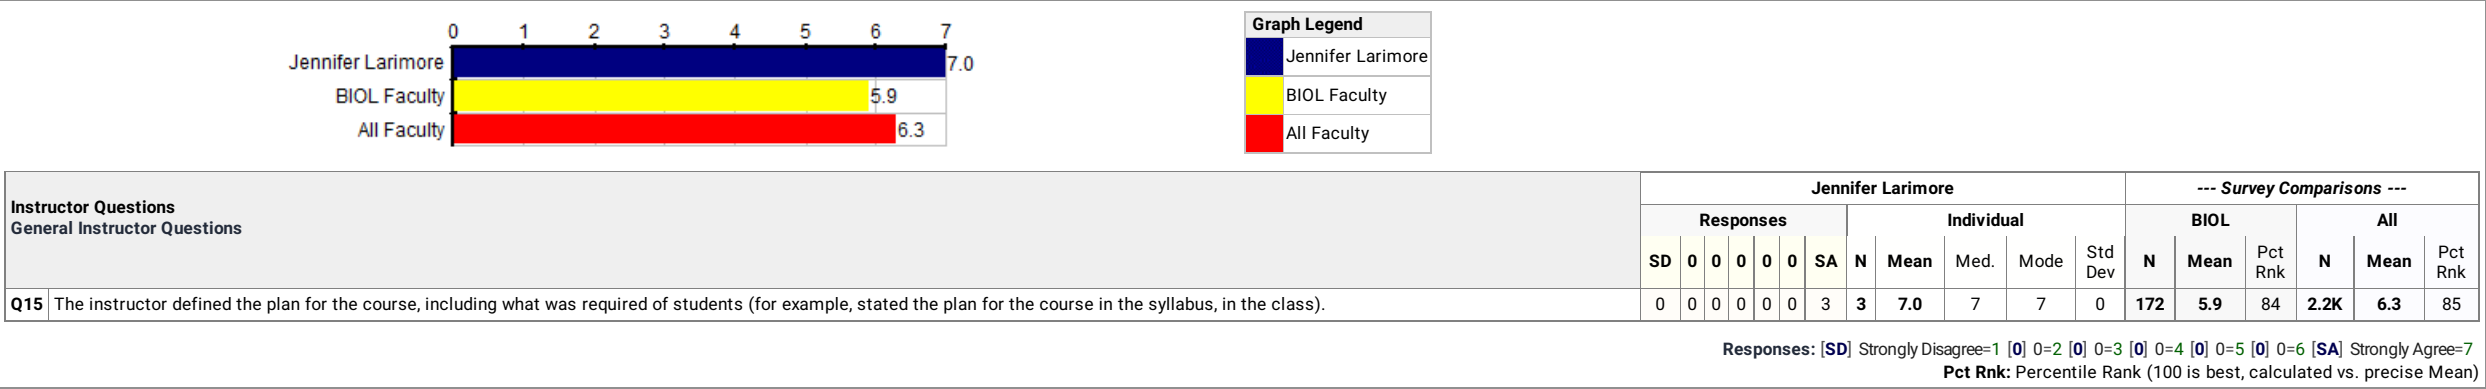 0 1 2 3 4 5 6 7
Jennifer Larimore 7.0
BIOL Faculty 5.9
All Faculty 6.3
Graph Legend
Jennifer Larimore
BIOL Faculty
All Faculty
Instructor Questions
General Instructor Questions
Jennifer Larimore --- Survey Comparisons ---
Responses Individual BIOL All
SD 0 0 0 0 0 SA N Mean Med. Mode Std Dev N Mean Pct Rnk N Mean Pct Rnk
Q15 The instructor defined the plan for the course, including what was required of students (for example, stated the plan for the course in the syllabus, in the class). 0 0 0 0 0 0 3 3 7.0 7 7 0 172 5.9 84 2.2K 6.3 85
Responses: [SD] Strongly Disagree=1 [0] 0=2 [0] 0=3 [0] 0=4 [0] 0=5 [0] 0=6 [SA] Strongly Agree=7
Pct Rnk: Percentile Rank (100 is best, calculated vs. precise Mean)